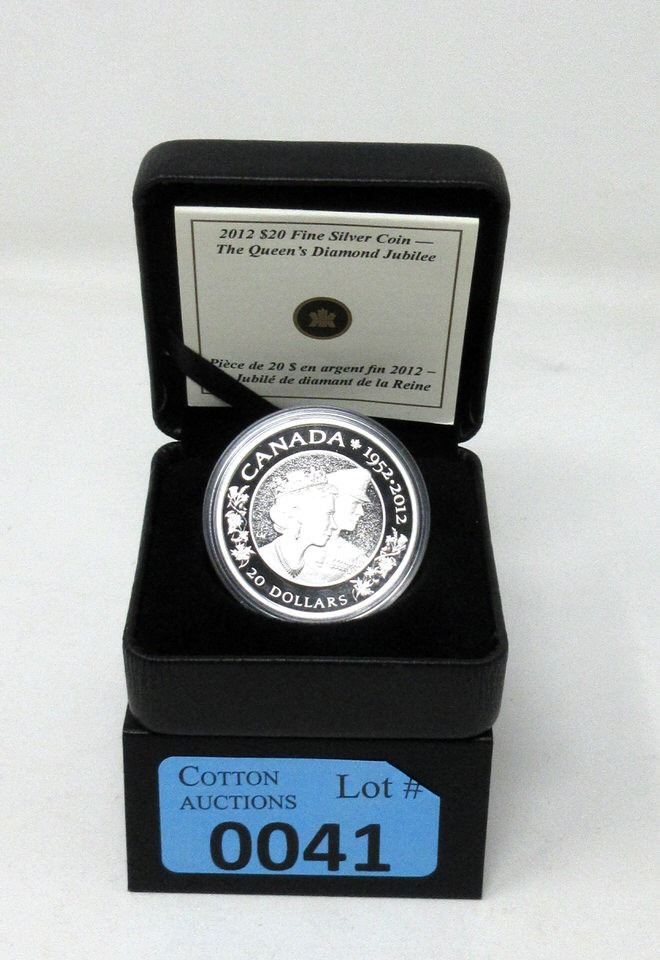 2012 $20 Fine Silver Coin —
The Queen's Diamond Jubilee
Pièce de 20 $ en argent fin 2012 –
Jubilé de diamant de la Reine
CANADA 1952·2012
20 DOLLARS
COTTON
AUCTIONS
Lot #
0041